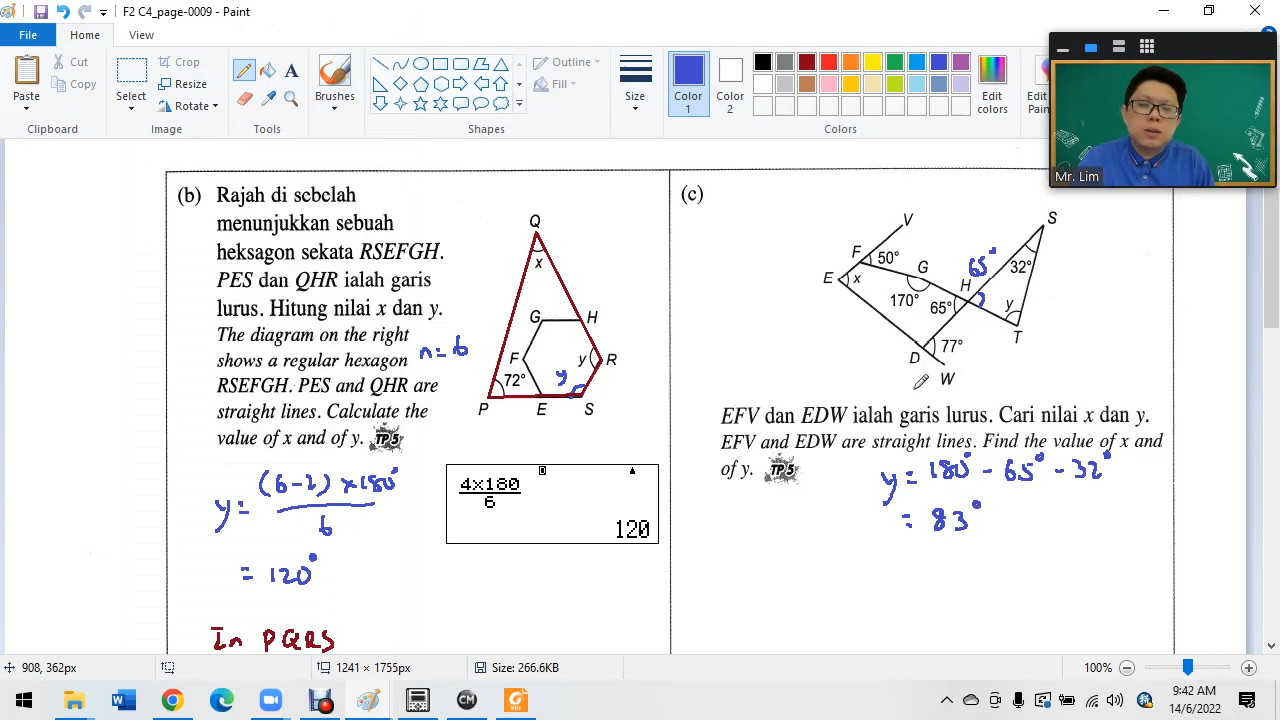 F2 C4_page-0009 - Paint
File
Home
View
Paste
Cut
Copy
Clipboard
Select
Crop
Resize
Rotate
Image
A
Tools
Brushes
Outline
Fill
Shapes
Size
Color
1
Color
2
Edit
colors
Edit
Pain
Colors
Mr. Lim
(b) Rajah di sebelah
menunjukkan sebuah
heksagon sekata RSEFGH.
PES dan QHR ialah garis
lurus. Hitung nilai x dan y.
The diagram on the right
shows a regular hexagon
RSEFGH. PES and QHR are
straight lines. Calculate the
value of x and of y. TP 5
n = 6
Q
x
G
H
F
y
R
72°
y
P
E
S
y = (6-2) × 180°
6
= 120°
4×180
6
120
In PQRS
(c)
V
S
F
50°
65°
G
32°
E
x
H
170°
65°
y
T
77°
D
W
EFV dan EDW ialah garis lurus. Cari nilai x dan y.
EFV and EDW are straight lines. Find the value of x and
of y. TP 5
y = 180° - 65° - 32°
= 83°
908, 362px
1241 × 1755px
Size: 266.6KB
100%
9:42 AM
14/6/2022